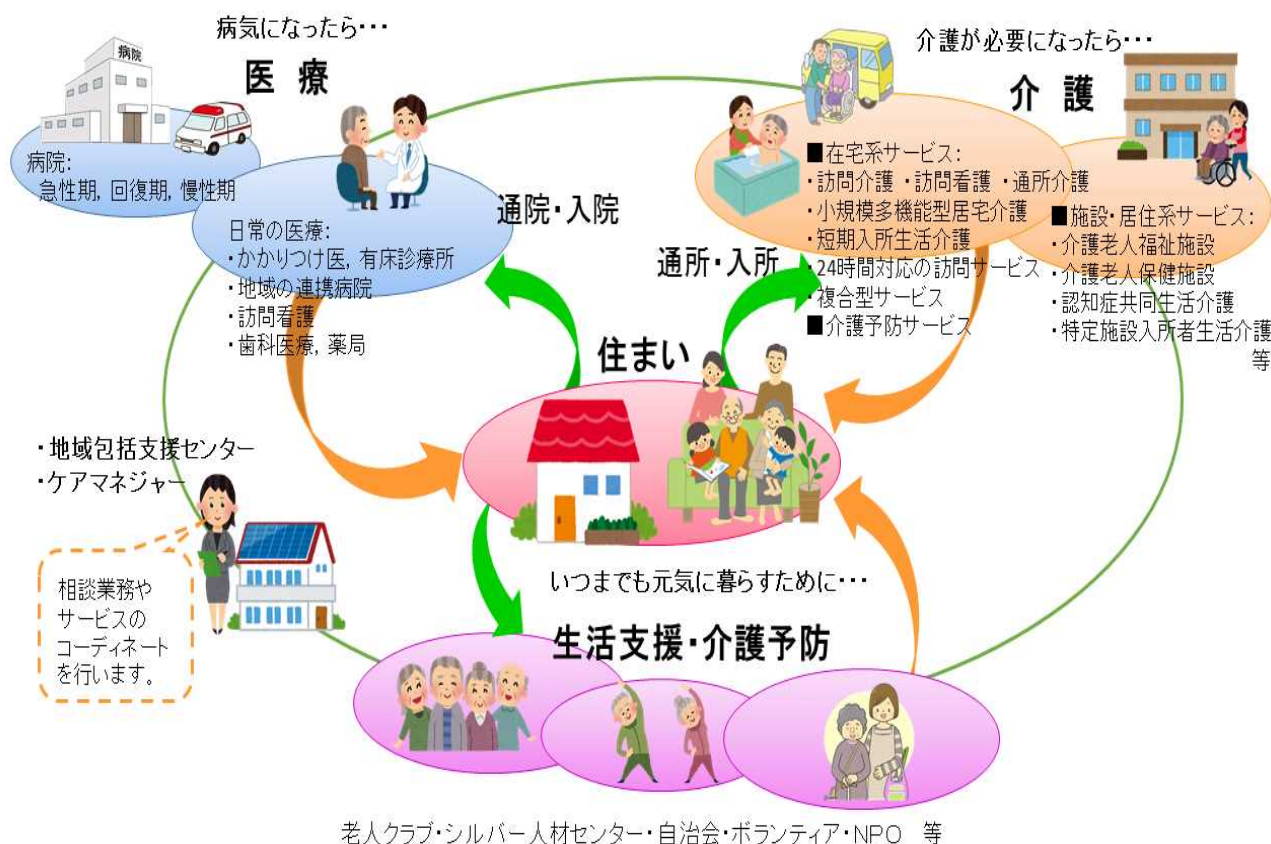 病気になったら・・・
医 療
病院
病院:
急性期, 回復期, 慢性期
日常の医療:
・かかりつけ医, 有床診療所
・地域の連携病院
・訪問看護
・歯科医療, 薬局
通院・入院
介護が必要になったら・・・
介 護
■在宅系サービス:
・訪問介護 ・訪問看護 ・通所介護
・小規模多機能型居宅介護
・短期入所生活介護
・24時間対応の訪問サービス
・複合型サービス
■介護予防サービス
■施設・居住系サービス:
・介護老人福祉施設
・介護老人保健施設
・認知症共同生活介護
・特定施設入所者生活介護
等
通所・入所
住まい
・地域包括支援センター
・ケアマネジャー
相談業務や
サービスの
コーディネート
を行います。
いつまでも元気に暮らすために・・・
生活支援・介護予防
老人クラブ・シルバー人材センター・自治会・ボランティア・NPO 等